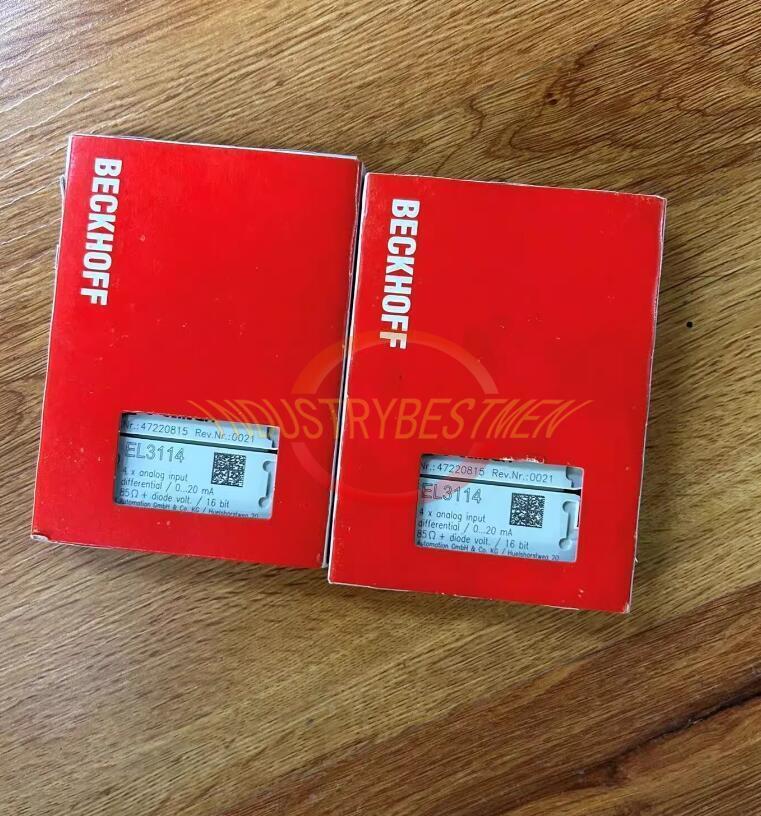 BECKHOFF
Nr.: 47220815 Rev.Nr.:0021
EL3114
4 x analog input
differential / 0...20 mA
85Ω + diode volt. / 16 bit
Automation GmbH & Co. KG / Huelshorstweg 20
BECKHOFF
Nr.: 47220815 Rev.Nr.:0021
EL3114
4 x analog input
differential / 0...20 mA
85Ω + diode volt. / 16 bit
Automation GmbH & Co. KG / Huelshorstweg 20
INDUSTRYBESTMEN